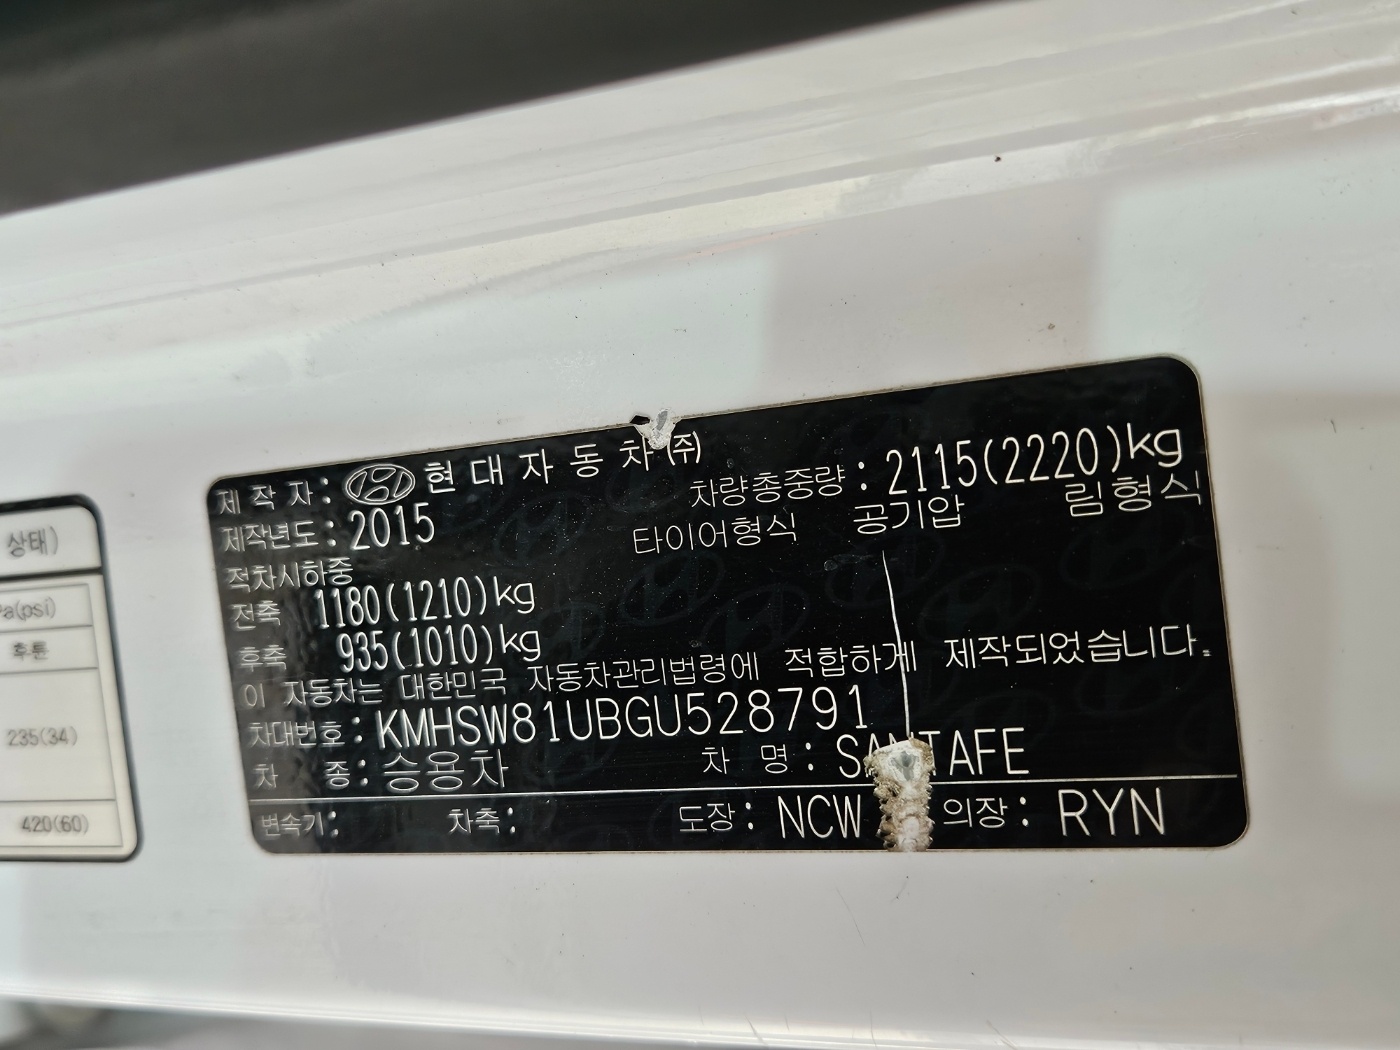 제 작 자 : 현 대 자 동 차 (주)
차량총중량 : 2115(2220)kg
제작년도 : 2015
타이어형식 공기압 림형식
적차시하중
전축 1180(1210)kg
후축 935(1010)kg
이 자동차는 대한민국 자동차관리법령에 적합하게 제작되었습니다.
차대번호 : KMHSW81UBGU528791
차 종 : 승용차 차 명 : SANTAFE
변속기 : 차축 : 도장 : NCW 의장 : RYN
상태)
a(psi)
후륜
235(34)
420(60)